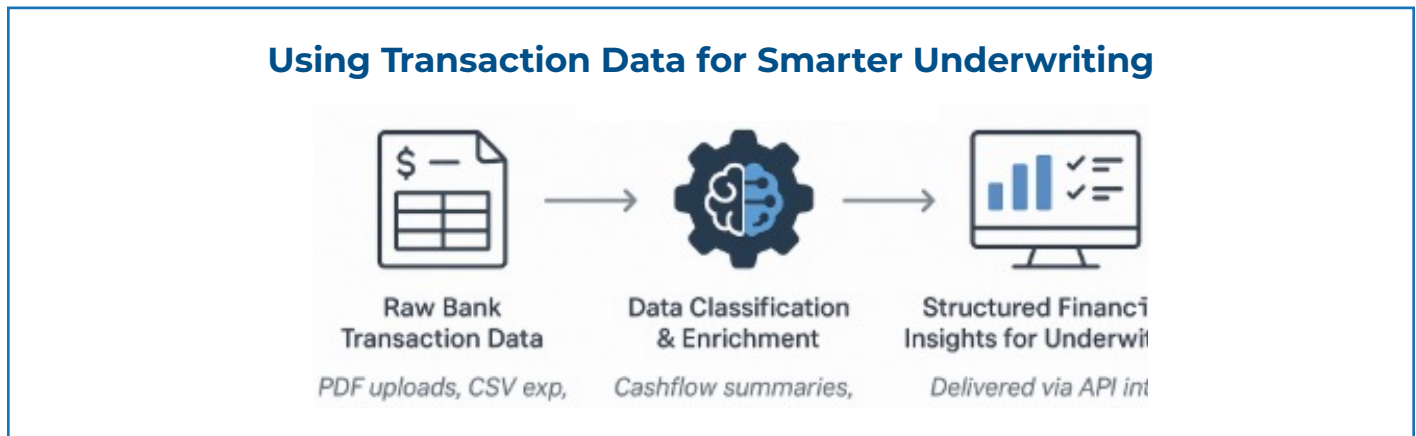 Using Transaction Data for Smarter Underwriting
$
Raw Bank
Transaction Data
PDF uploads, CSV exp,
Data Classification
& Enrichment
Cashflow summaries,
Structured Financi
Insights for Underwit
Delivered via API int